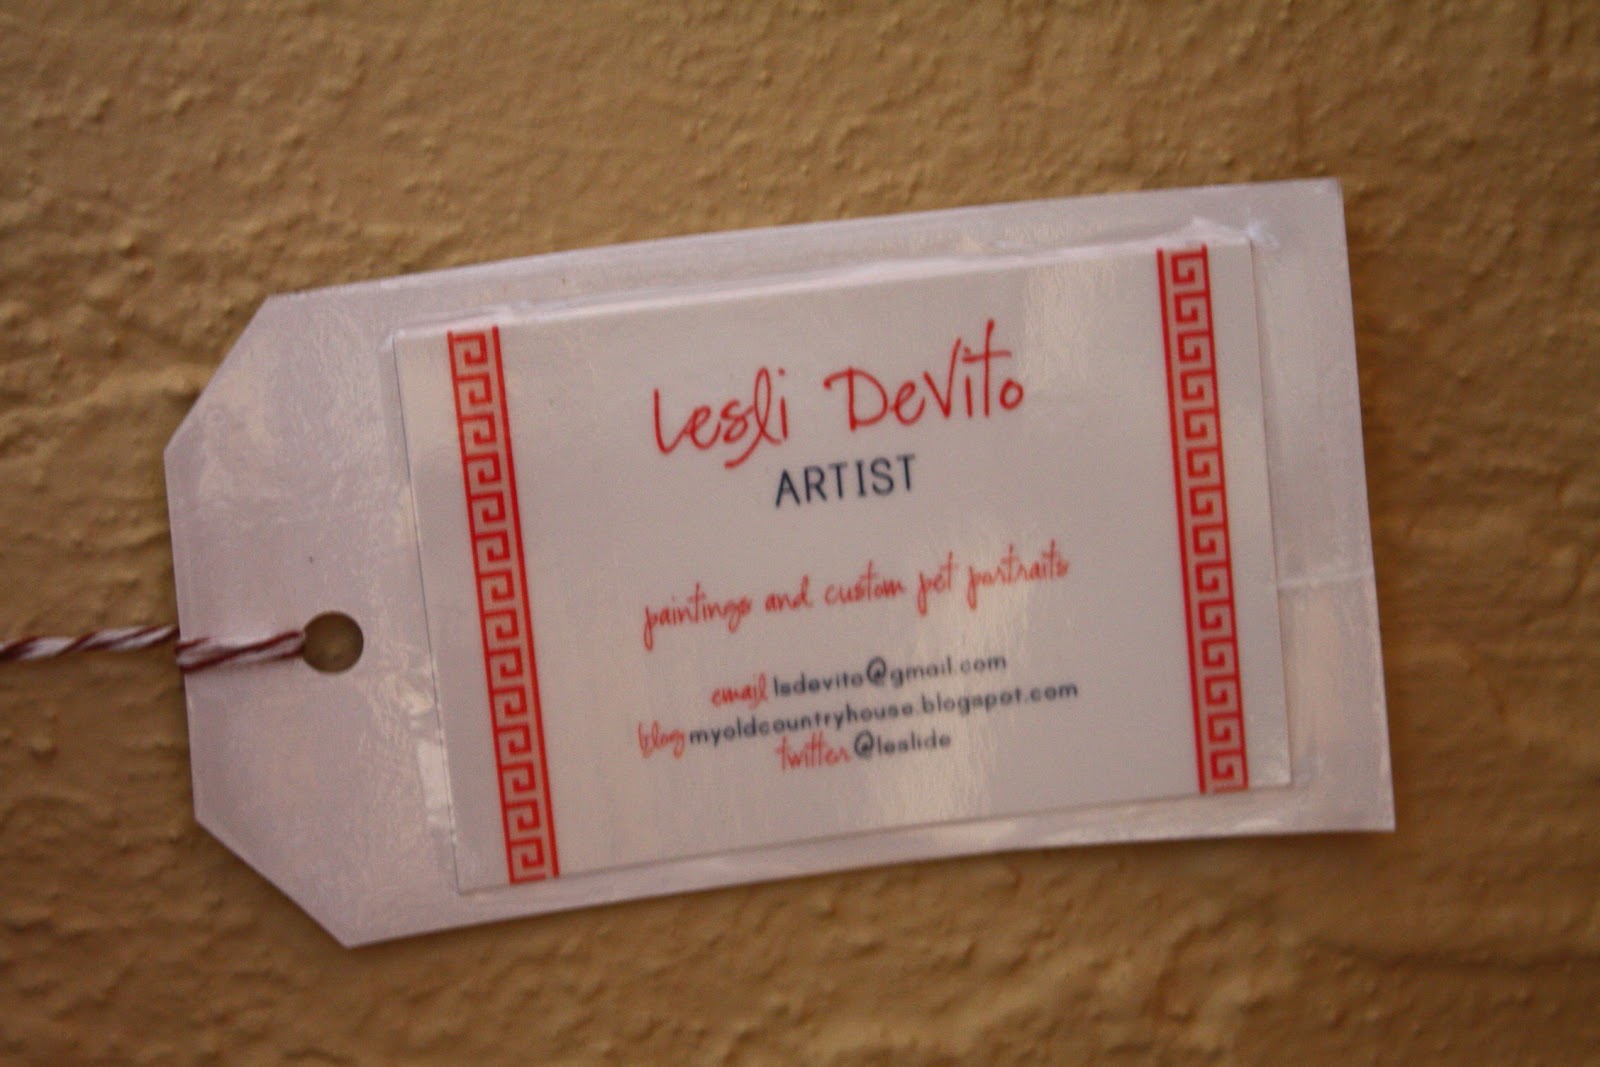 Lesli DeVito
ARTIST
paintings and custom pet portraits
email lsdevito@gmail.com
blog myoldcountryhouse.blogspot.com
twitter @leslide